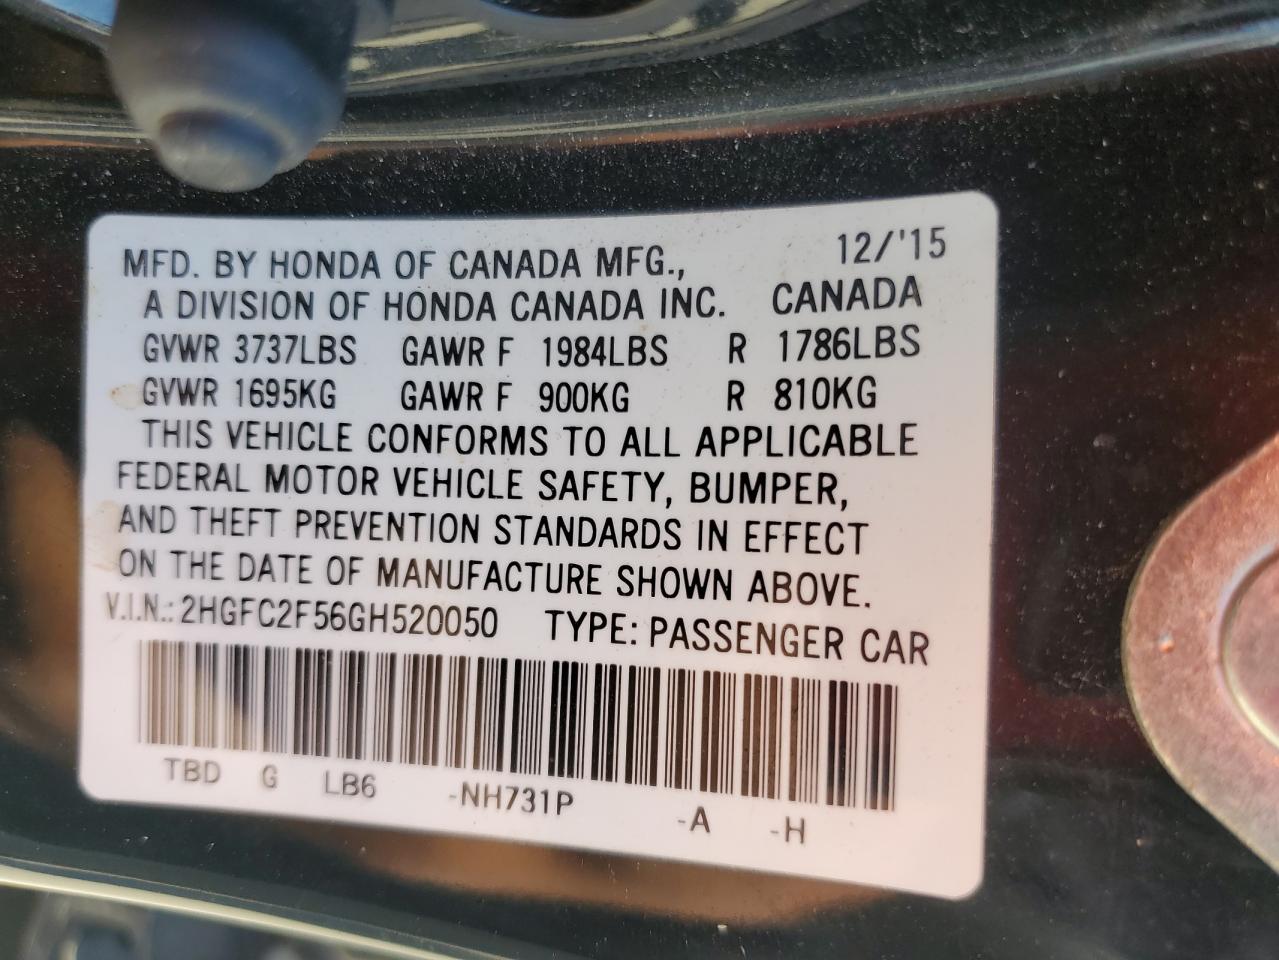 MFD. BY HONDA OF CANADA MFG., 12/'15
A DIVISION OF HONDA CANADA INC. CANADA
GVWR 3737LBS GAWR F 1984LBS R 1786LBS
GVWR 1695KG GAWR F 900KG R 810KG
THIS VEHICLE CONFORMS TO ALL APPLICABLE
FEDERAL MOTOR VEHICLE SAFETY, BUMPER,
AND THEFT PREVENTION STANDARDS IN EFFECT
ON THE DATE OF MANUFACTURE SHOWN ABOVE.
V.I.N.: 2HGFC2F56GH520050 TYPE: PASSENGER CAR
TBD G LB6 -NH731P -A -H